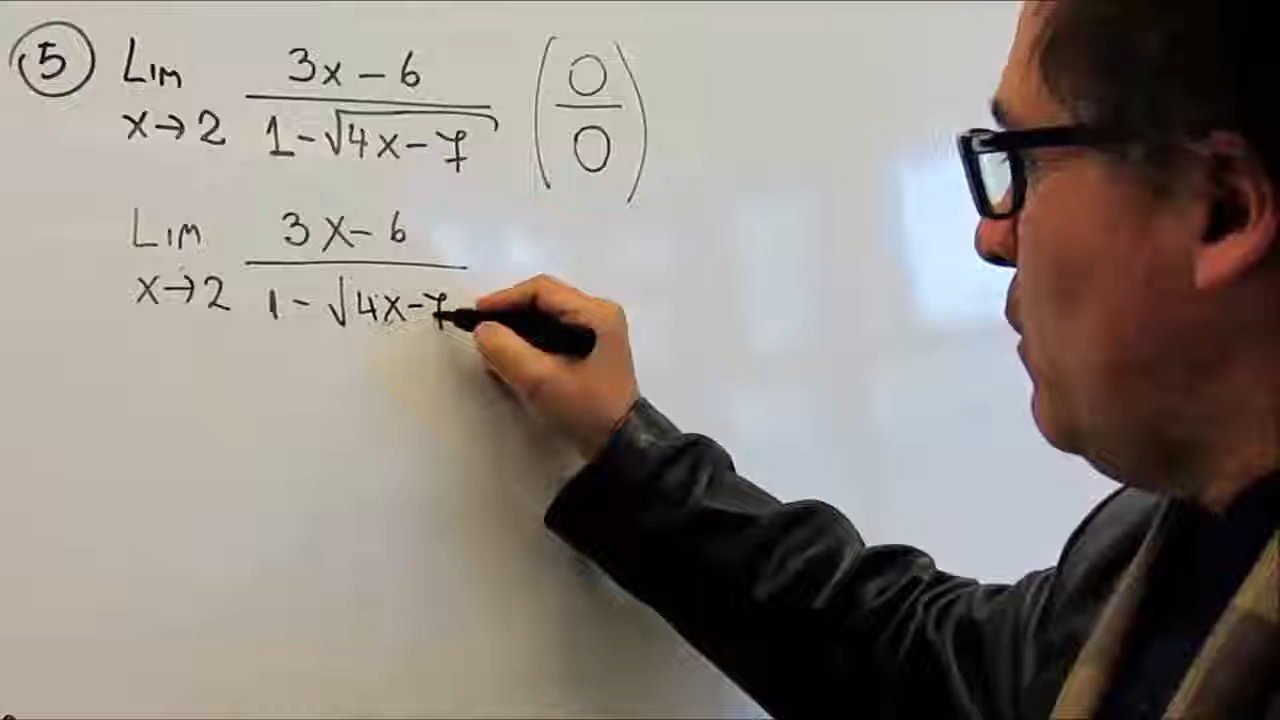 5
Lim 3x - 6
x→2 1 - √4x - 7
(0/0)
Lim 3x - 6
x→2 1 - √4x - 7